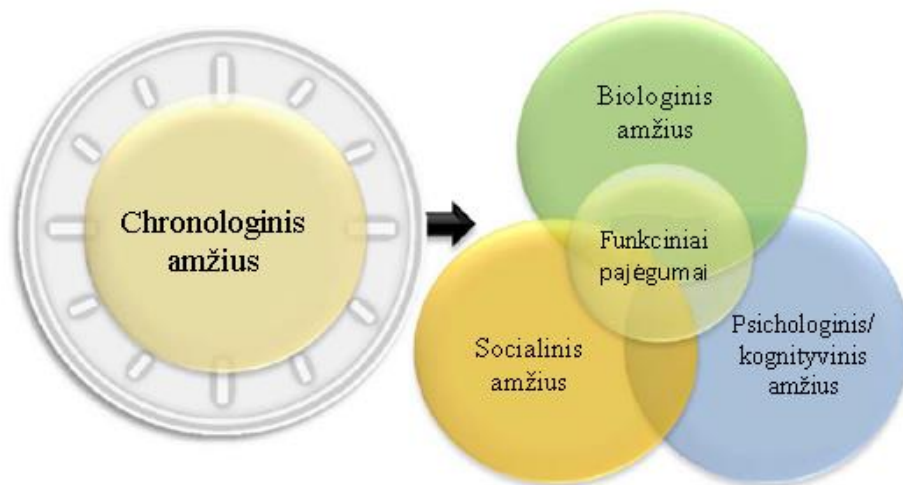 Chronologinis
amžius
Biologinis
amžius
Funkciniai
pajėgumai
Socialinis
amžius
Psichologinis/
kognityvinis
amžius